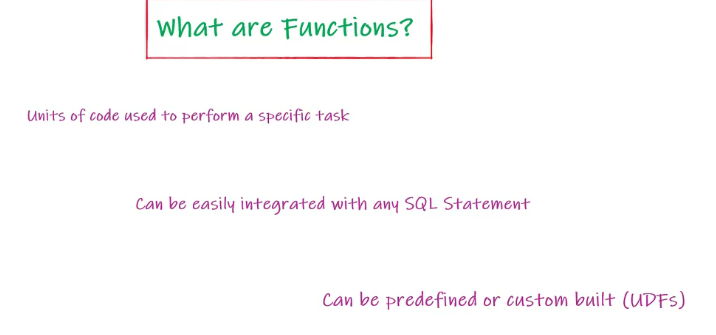 What are Functions?
Units of code used to perform a specific task
Can be easily integrated with any SQL Statement
Can be predefined or custom built (UDFs)